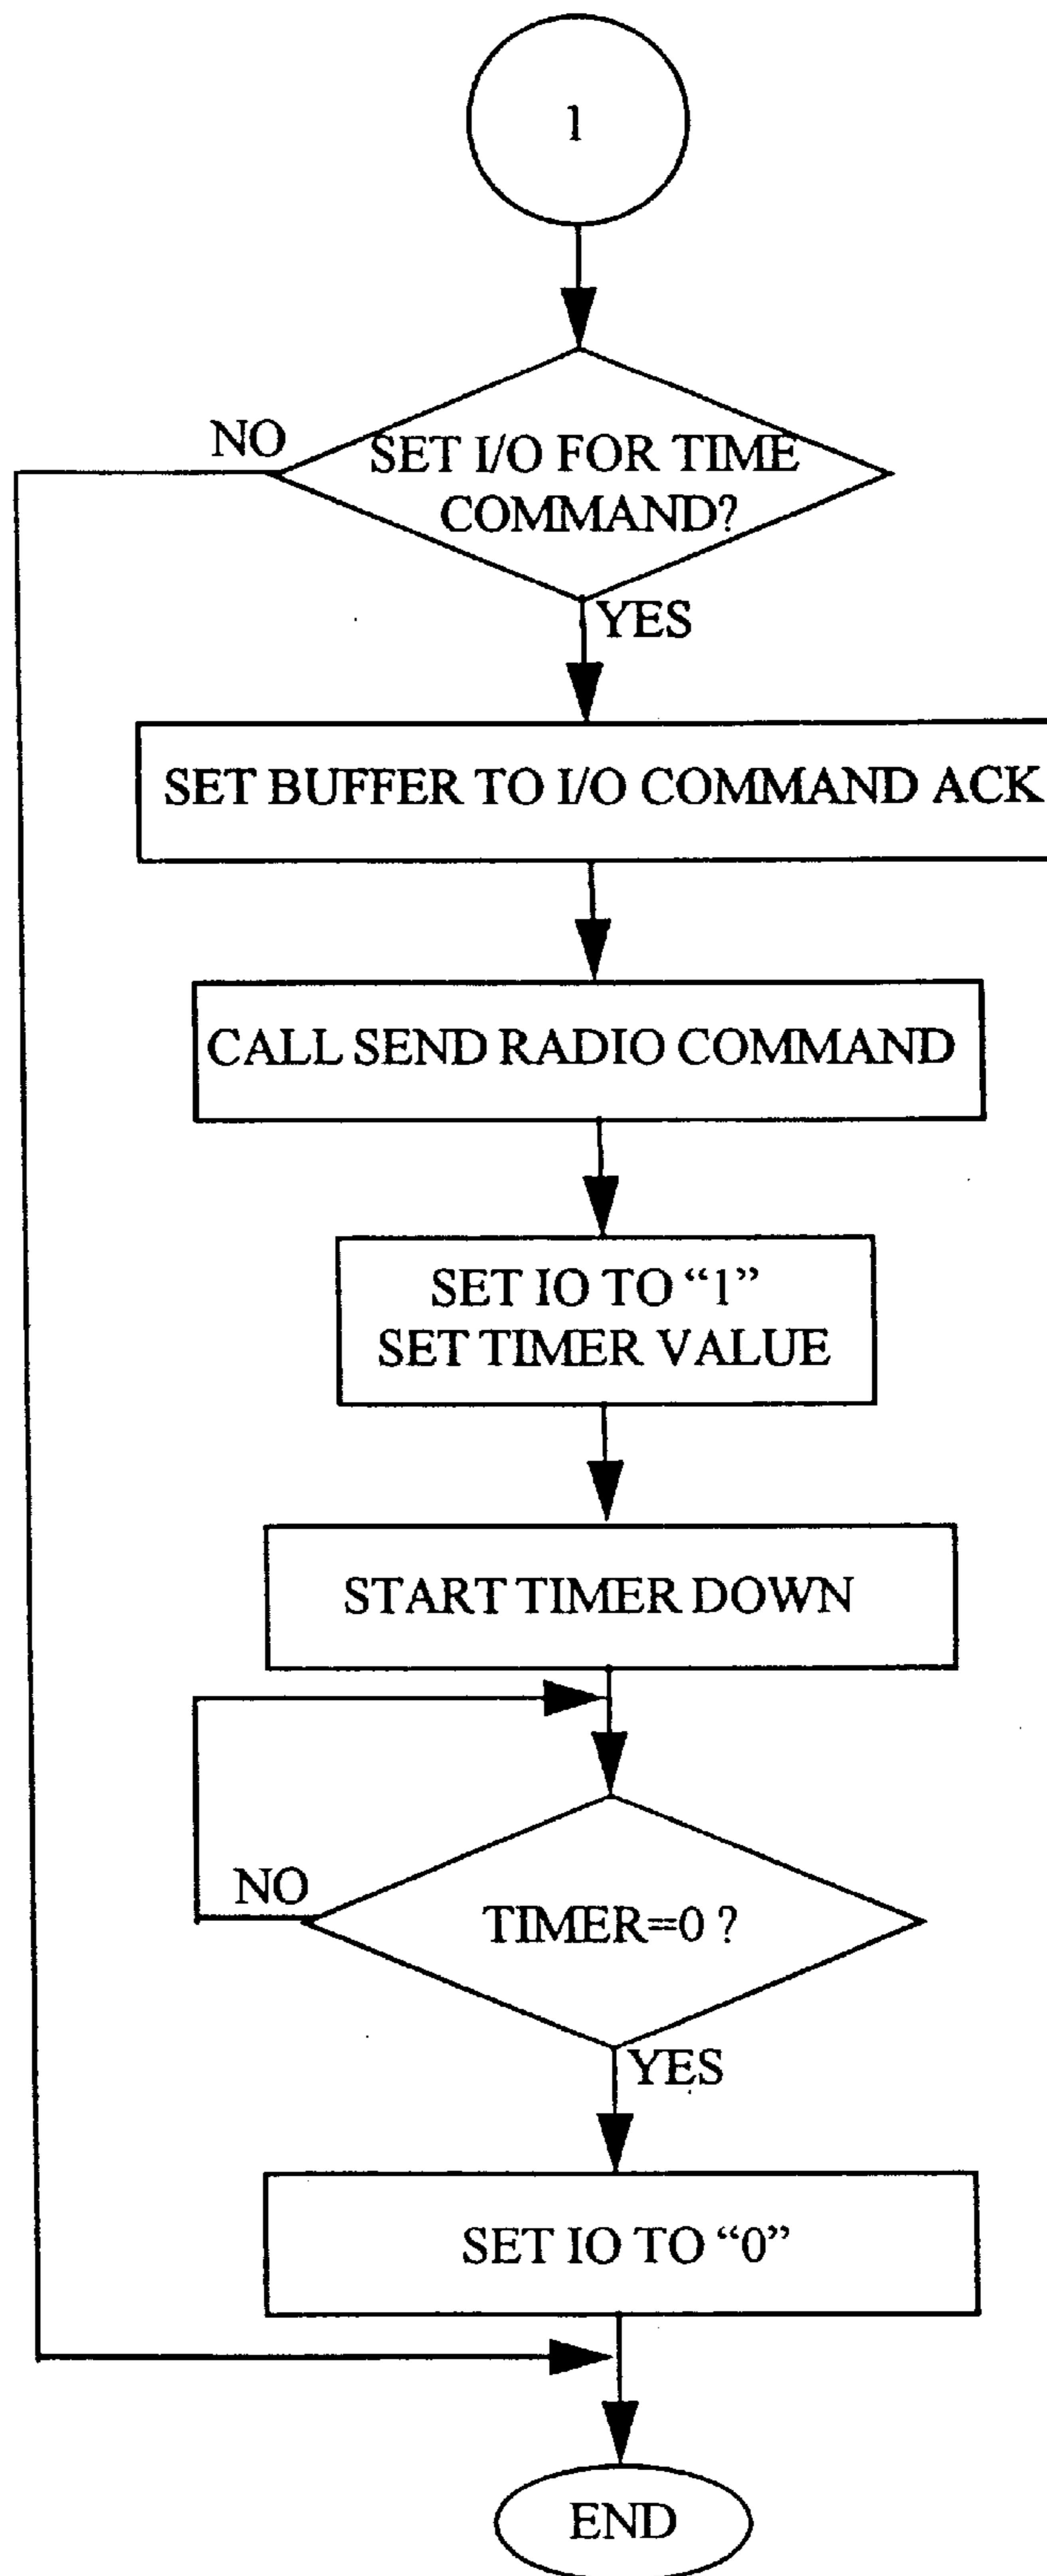 1
NO
SET I/O FOR TIME
COMMAND?
YES
SET BUFFER TO I/O COMMAND ACK
CALL SEND RADIO COMMAND
SET IO TO “1”
SET TIMER VALUE
START TIMER DOWN
NO
TIMER=0 ?
YES
SET IO TO “0”
END